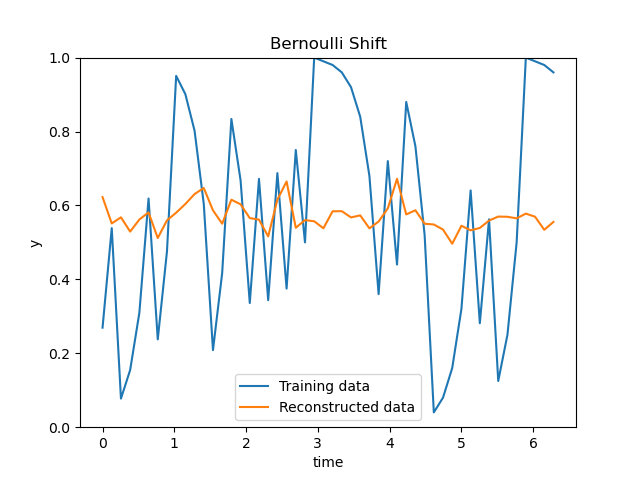 Bernoulli Shift
1.0
0.8
0.6
0.4
0.2
0.0
y
0 1 2 3 4 5 6
time
Training data
Reconstructed data